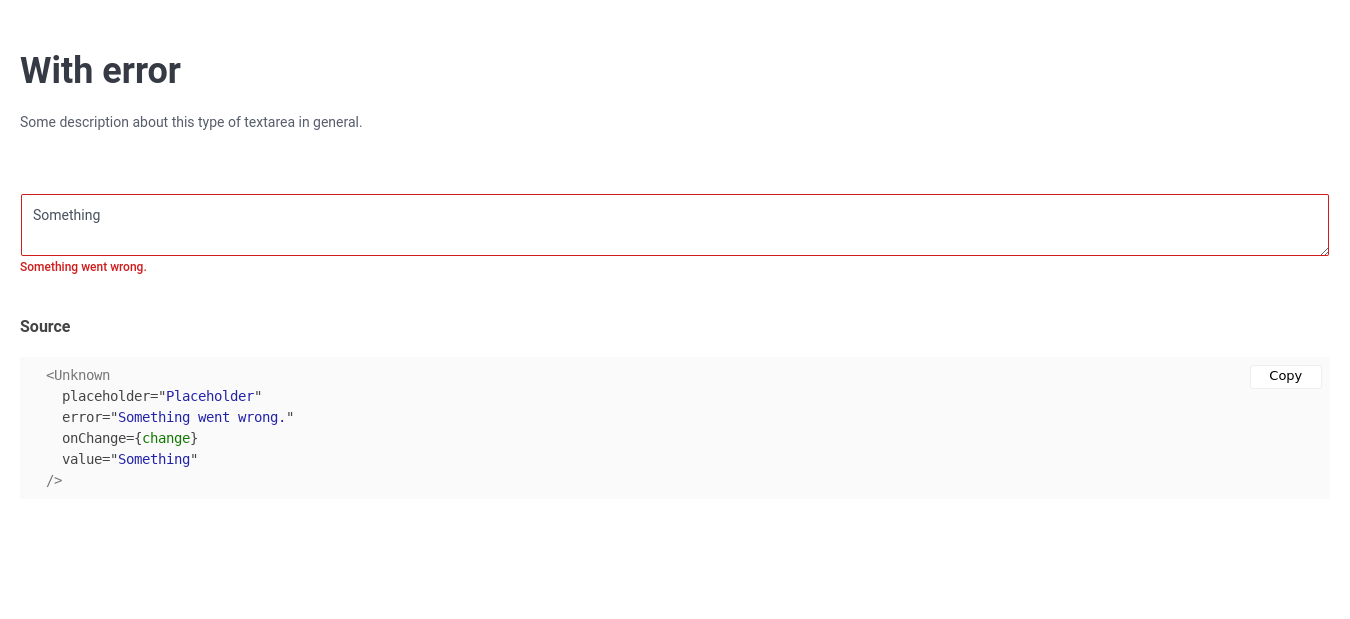 With error
Some description about this type of textarea in general.
Something
Something went wrong.
Source
<Unknown
Copy
placeholder="Placeholder"
error="Something went wrong."
onChange={change}
value="Something"
/>